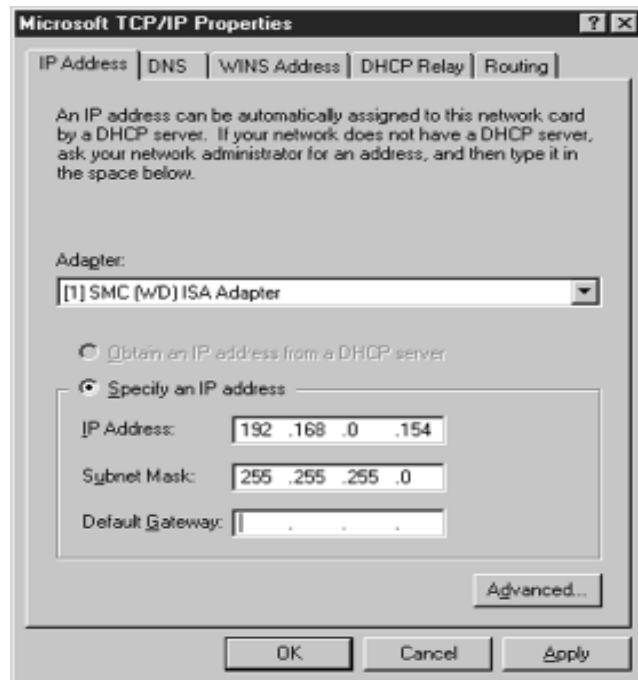 Microsoft TCP/IP Properties
IP Address DNS WINS Address DHCP Relay Routing
An IP address can be automatically assigned to this network card
by a DHCP server. If your network does not have a DHCP server,
ask your network administrator for an address, and then type it in
the space below.
Adapter:
[1] SMC (WD) ISA Adapter
Obtain an IP address from a DHCP server
Specify an IP address
IP Address: 192 .168 .0 .154
Subnet Mask: 255 .255 .255 .0
Default Gateway: . . .
Advanced...
OK Cancel Apply